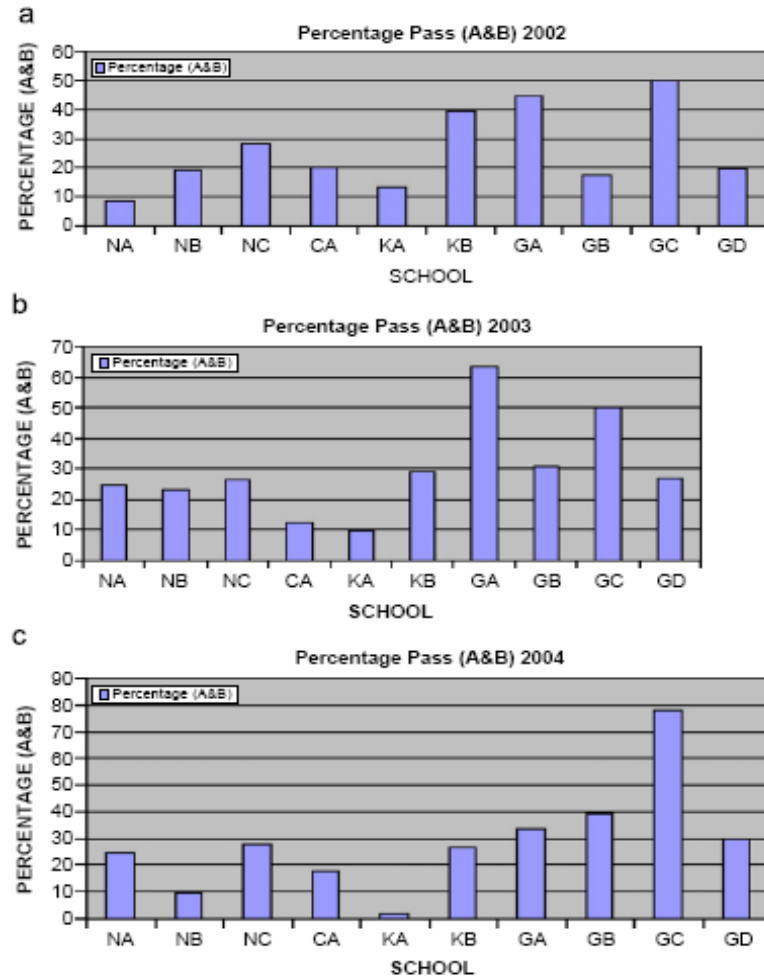 a
Percentage Pass (A&B) 2002
Percentage (A&B)
PERCENTAGE (A&B)
60
50
40
30
20
10
0
NA NB NC CA KA KB GA GB GC GD
SCHOOL
b
Percentage Pass (A&B) 2003
Percentage (A&B)
PERCENTAGE (A&B)
70
60
50
40
30
20
10
0
NA NB NC CA KA KB GA GB GC GD
SCHOOL
c
Percentage Pass (A&B) 2004
Percentage (A&B)
PERCENTAGE (A&B)
90
80
70
60
50
40
30
20
10
0
NA NB NC CA KA KB GA GB GC GD
SCHOOL